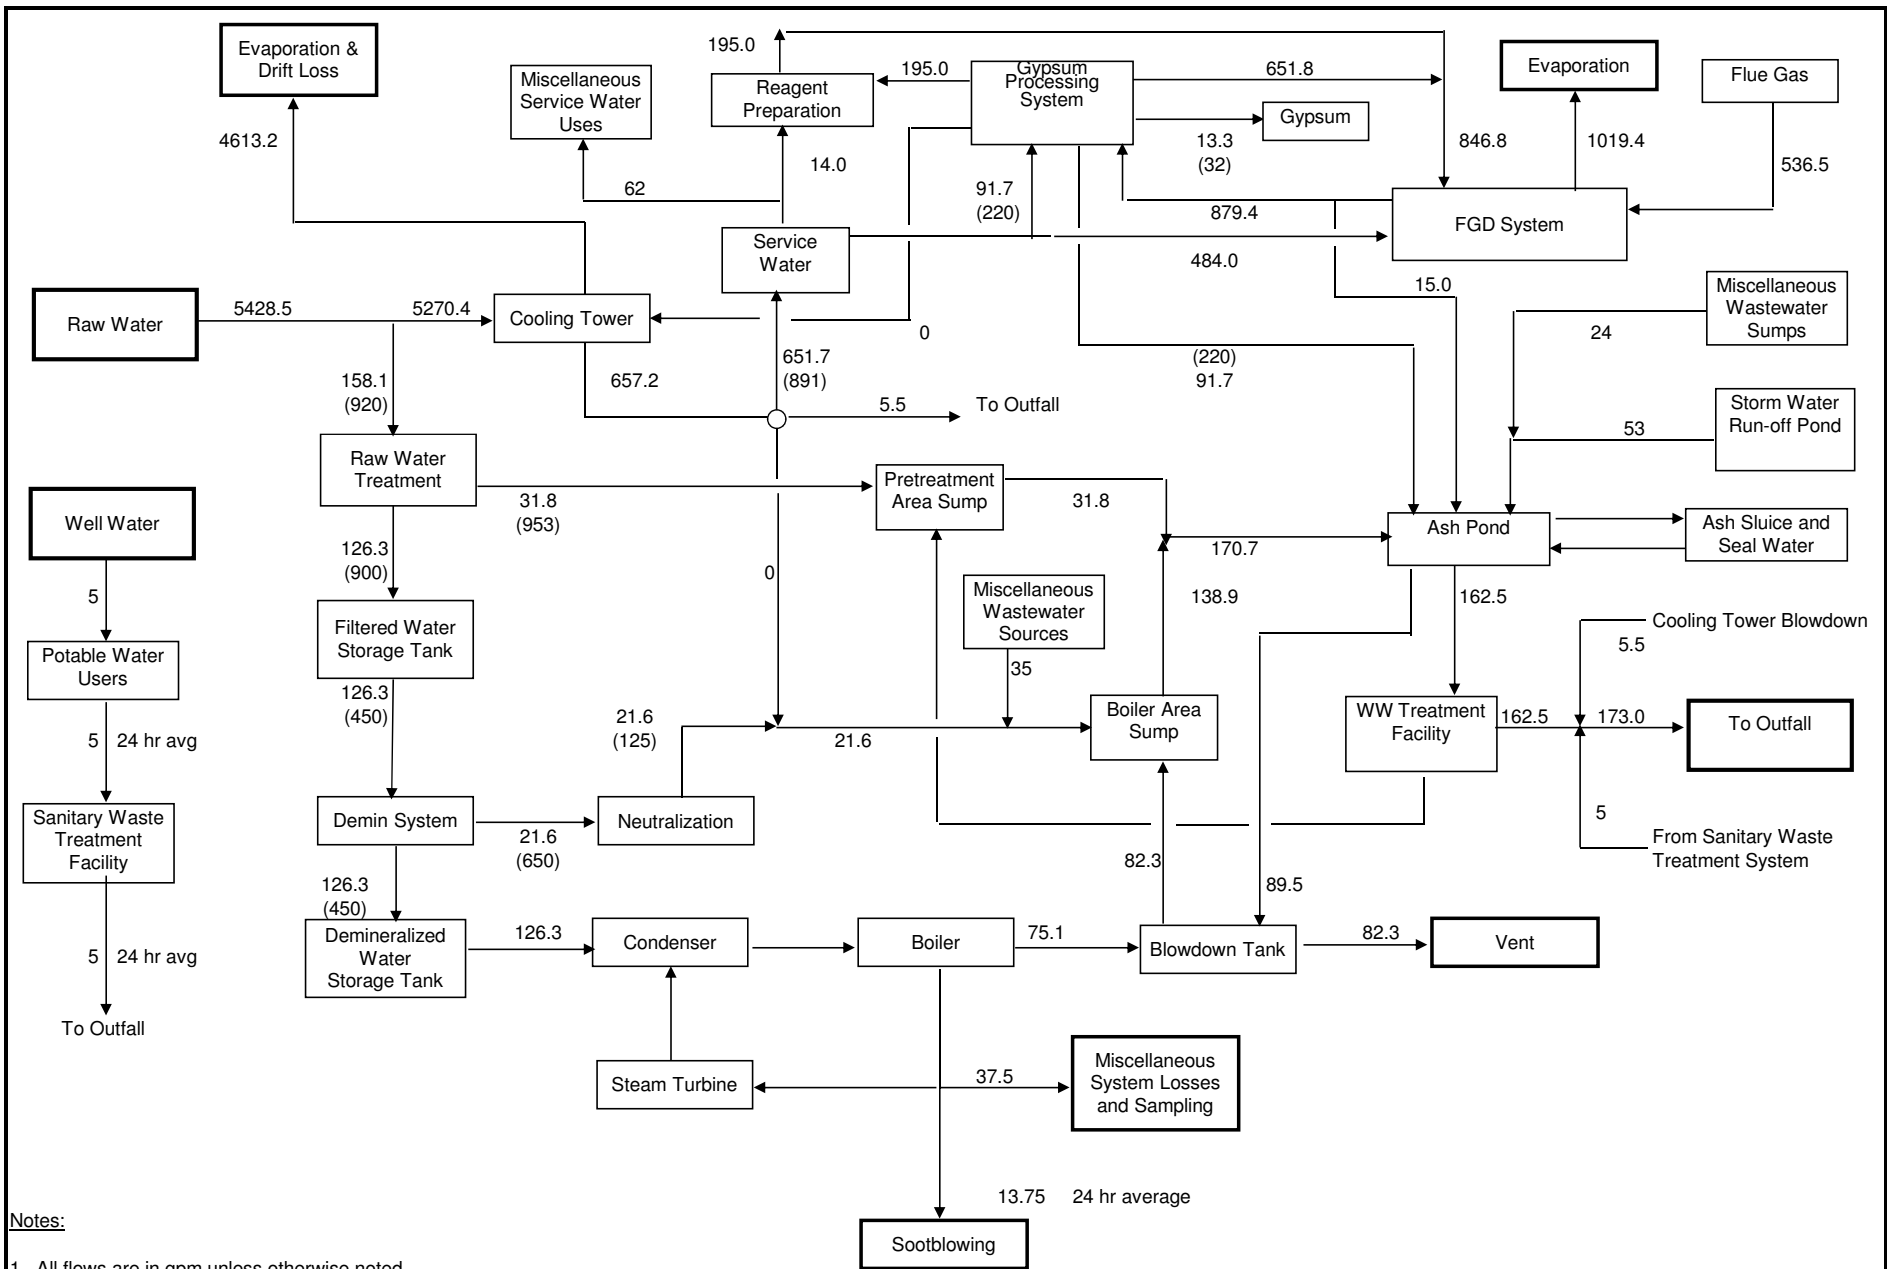 Evaporation &
Drift Loss
4613.2
Miscellaneous
Service Water
Uses
195.0
Reagent
Preparation
195.0
Gypsum
Processing
System
651.8
Gypsum
13.3
(32)
846.8
Evaporation
1019.4
Flue Gas
536.5
14.0
62
91.7
(220)
879.4
FGD System
Service
Water
484.0
15.0
Raw Water
5428.5
5270.4
Cooling Tower
0
Miscellaneous
Wastewater
Sumps
24
158.1
(920)
657.2
651.7
(891)
(220)
91.7
5.5
To Outfall
Storm Water
Run-off Pond
53
Raw Water
Treatment
31.8
(953)
Pretreatment
Area Sump
31.8
Well Water
Ash Pond
Ash Sluice and
Seal Water
170.7
126.3
(900)
0
5
Miscellaneous
Wastewater
Sources
138.9
162.5
Filtered Water
Storage Tank
Potable Water
Users
35
Cooling Tower Blowdown
5.5
126.3
(450)
21.6
(125)
21.6
Boiler Area
Sump
WW Treatment
Facility
162.5
173.0
To Outfall
5
24 hr avg
Sanitary Waste
Treatment
Facility
Demin System
21.6
(650)
Neutralization
5
From Sanitary Waste
Treatment System
82.3
89.5
126.3
(450)
Demineralized
Water
Storage Tank
126.3
Condenser
Boiler
75.1
Blowdown Tank
82.3
Vent
5
24 hr avg
To Outfall
Steam Turbine
37.5
Miscellaneous
System Losses
and Sampling
13.75
24 hr average
Sootblowing
Notes:
1. All flows are in gpm unless otherwise noted